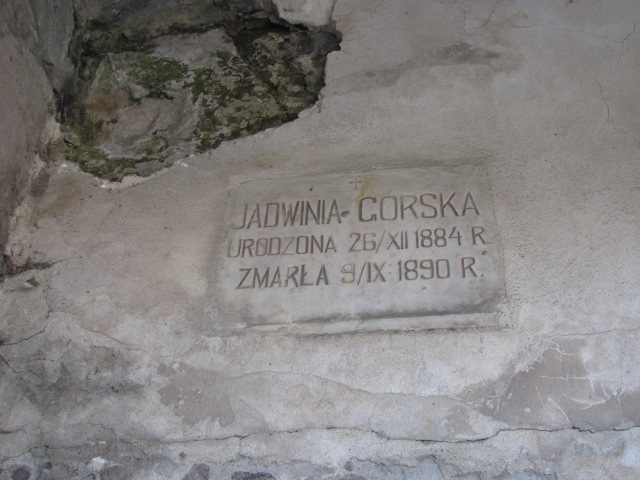 JADWINIA-GORSKA
URODZONA 26/XII 1884 R.
ZMARŁA 9/IX 1890 R.